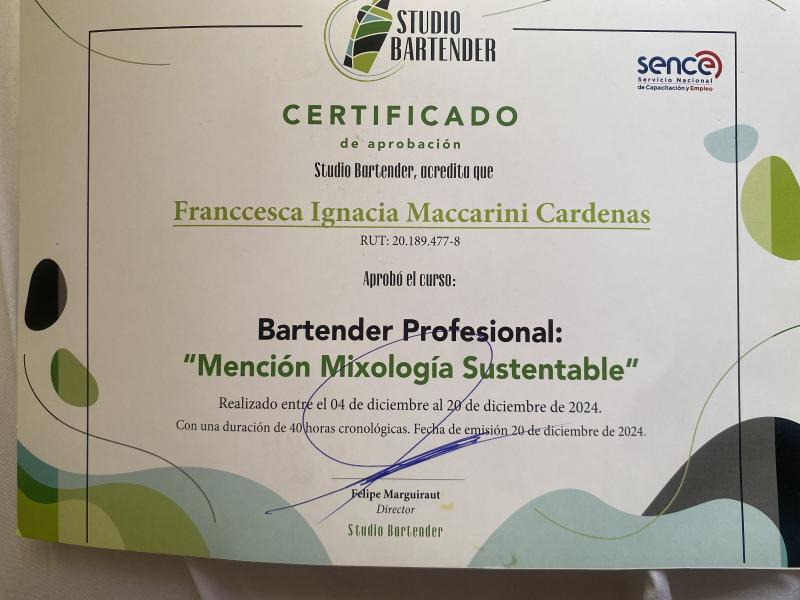 STUDIO
BARTENDER
sence
Servicio Nacional
de Capacitación y Empleo
CERTIFICADO
de aprobación
Studio Bartender, acredita que
Franccesca Ignacia Maccarini Cardenas
RUT: 20.189.477-8
Aprobó el curso:
Bartender Profesional:
“Mención Mixología Sustentable”
Realizado entre el 04 de diciembre al 20 de diciembre de 2024.
Con una duración de 40 horas cronológicas. Fecha de emisión 20 de diciembre de 2024.
Felipe Marguiraut
Director
Studio Bartender